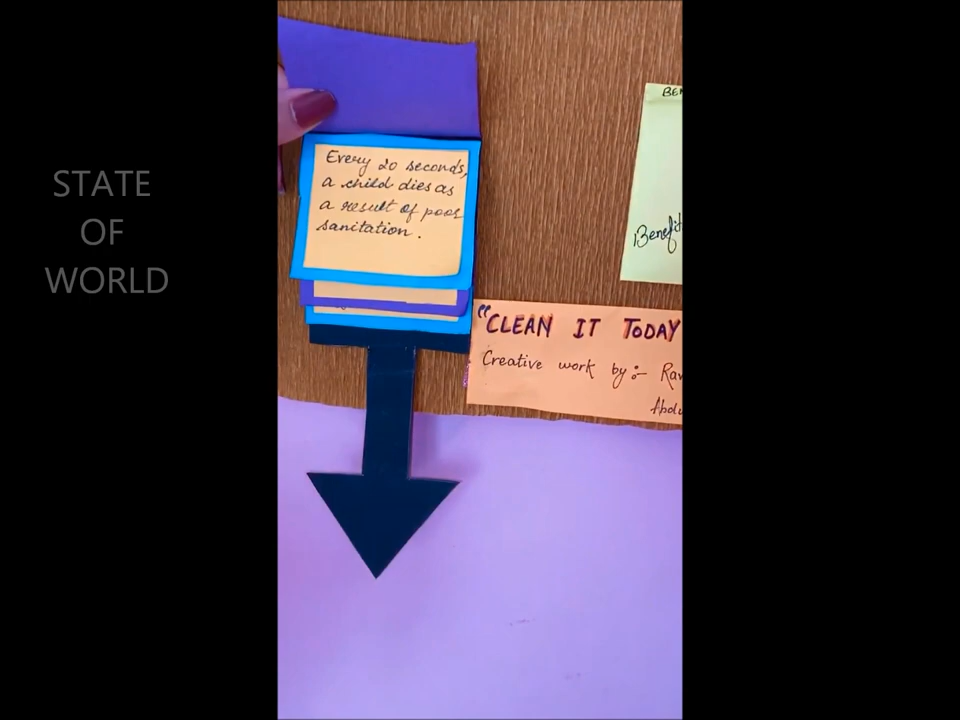 STATE
OF
WORLD
Every 20 seconds,
a child dies as
a result of poor
sanitation.
Benefit
"CLEAN IT TODAY
Creative work by:-